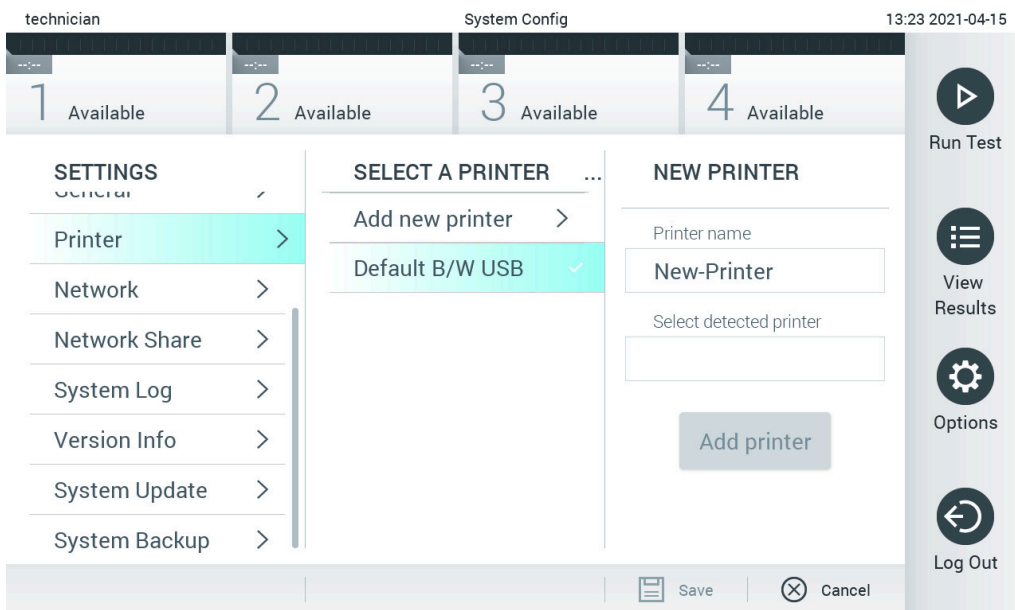 technician
System Config
13:23 2021-04-15
--:--
--:--
--:--
--:--
1 Available
2 Available
3 Available
4 Available
Run Test
View
Results
Options
Log Out
SETTINGS
General
Printer
Network
Network Share
System Log
Version Info
System Update
System Backup
SELECT A PRINTER ...
Add new printer
Default B/W USB
NEW PRINTER
Printer name
New-Printer
Select detected printer
Add printer
Save
Cancel